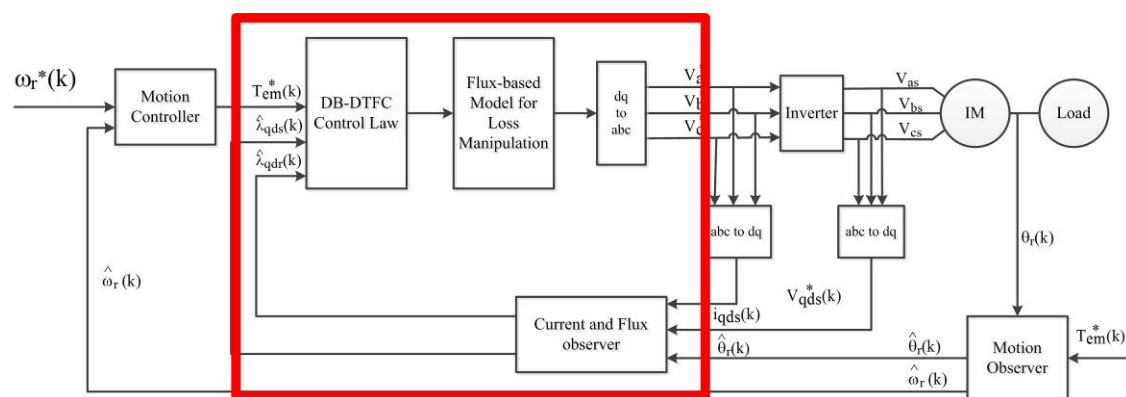 ωr*(k)
Motion
Controller
T*em(k)
λ̂qds(k)
λ̂qdr(k)
DB-DTFC
Control Law
Flux-based
Model for
Loss
Manipulation
dq
to
abc
Va
Vb
Inverter
Vas
Vbs
Vcs
IM
Load
abc to dq
abc to dq
θr(k)
ω̂r(k)
V*qds(k)
iqds(k)
Current and Flux
observer
θ̂r(k)
θ̂r(k)
ω̂r(k)
Motion
Observer
T*em(k)